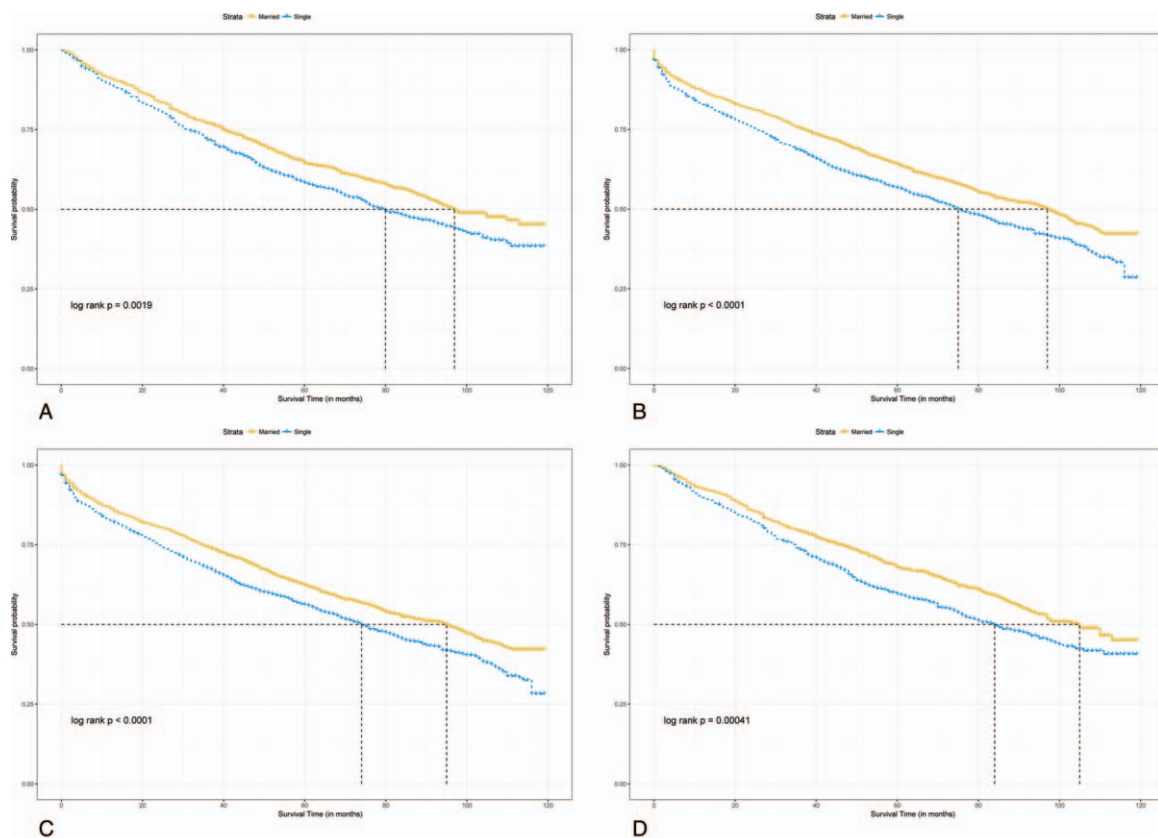 Strata Married Single
1.00
0.75
0.50
0.25
0.00
Survival probability
log rank p = 0.0019
0 20 40 60 80 100 120
Survival Time (in months)
A
Strata Married Single
1.00
0.75
0.50
0.25
0.00
Survival probability
log rank p < 0.0001
0 20 40 60 80 100 120
Survival Time (in months)
B
Strata Married Single
1.00
0.75
0.50
0.25
0.00
Survival probability
log rank p < 0.0001
0 20 40 60 80 100 120
Survival Time (in months)
C
Strata Married Single
1.00
0.75
0.50
0.25
0.00
Survival probability
log rank p = 0.00041
0 20 40 60 80 100 120
Survival Time (in months)
D